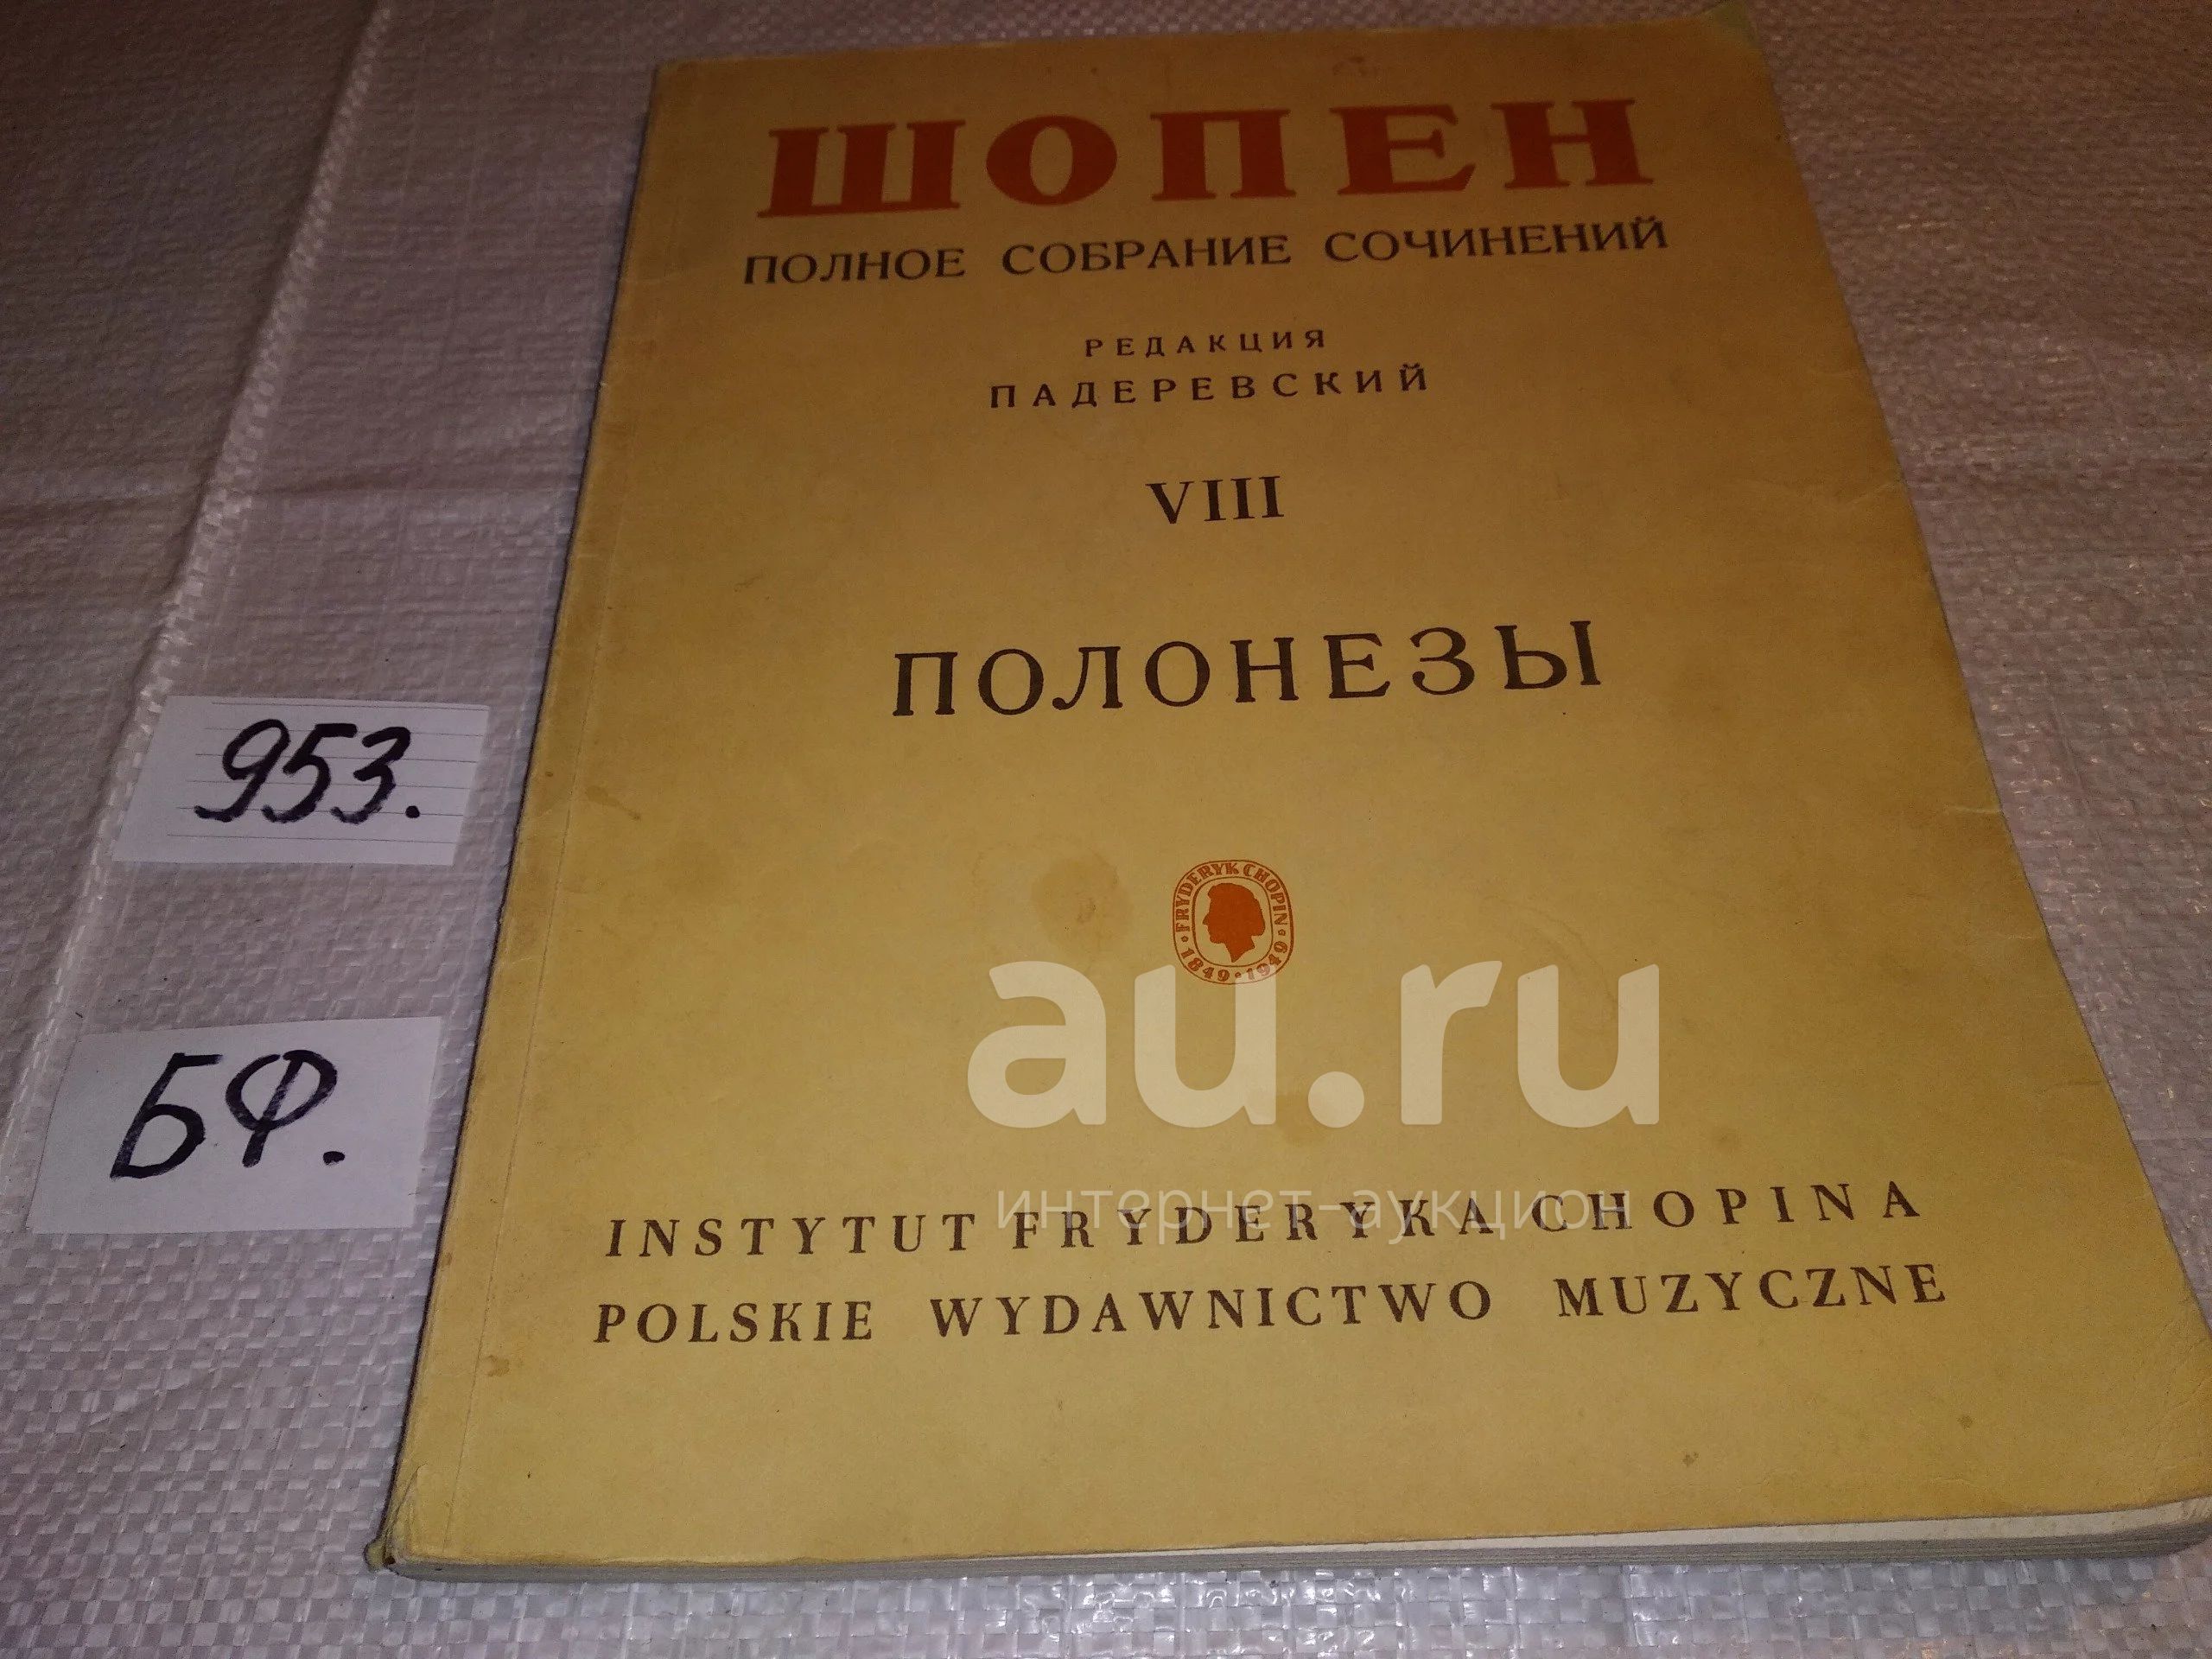 ШОПЕН
ПОЛНОЕ СОБРАНИЕ СОЧИНЕНИЙ
РЕДАКЦИЯ
ПАДЕРЕВСКИЙ
VIII
ПОЛОНЕЗЫ
953.
БФ.
FRYDERYK CHOPIN
1849 • 1949
au.ru
интернет-аукцион
INSTYTUT FRYDERYKA CHOPINA
POLSKIE WYDAWNICTWO MUZYCZNE